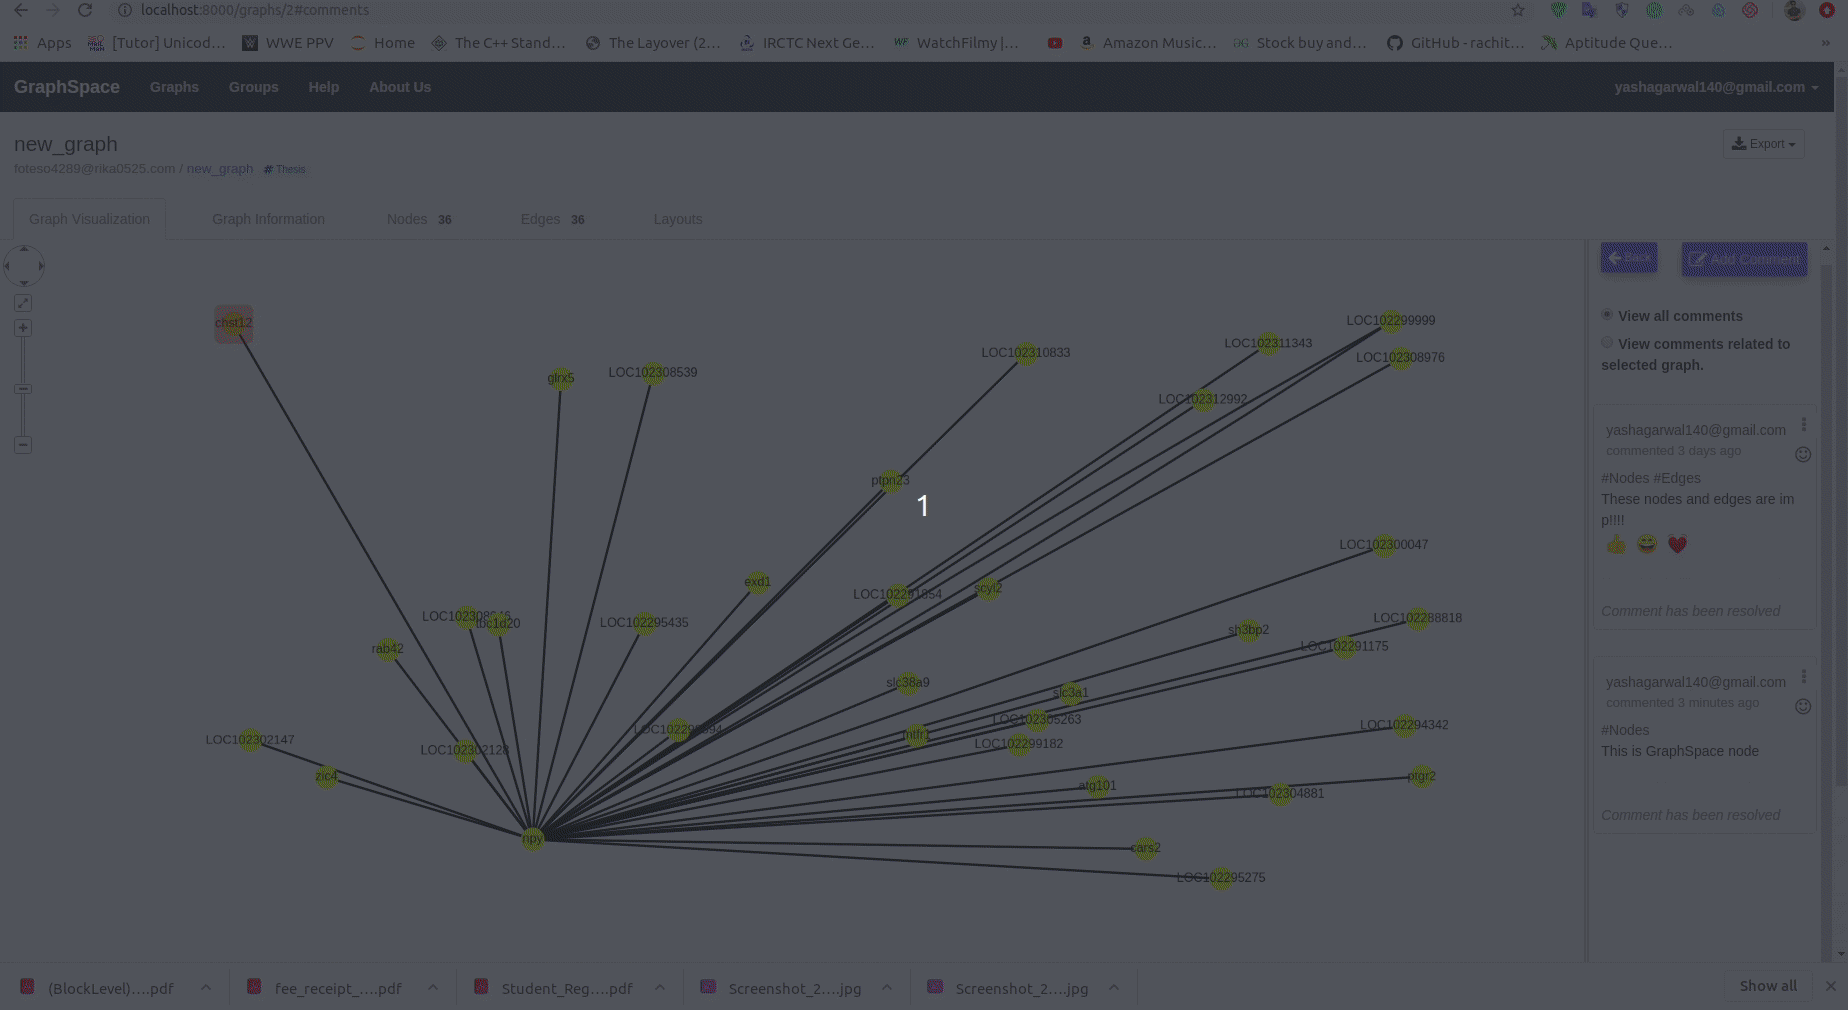 localhost:8000/graphs/2#comments
Apps [Tutor] Unicod... WWE PPV Home The C++ Stand... The Layover (2... IRCTC Next Ge... WatchFilmy |... Amazon Music... Stock buy and... GitHub - rachit... Aptitude Que... »
GraphSpace Graphs Groups Help About Us yashagarwal140@gmail.com
new_graph
Export
foteso4289@rika0525.com / new_graph # Thesis
Graph Visualization Graph Information Nodes 36 Edges 36 Layouts
Back Add Comment
View all comments
View comments related to
selected graph.
yashagarwal140@gmail.com
commented 3 days ago
#Nodes #Edges
These nodes and edges are im
p!!!!
Comment has been resolved
yashagarwal140@gmail.com
commented 3 minutes ago
#Nodes
This is GraphSpace node
Comment has been resolved
chst12
LOC102299999
LOC102311343
LOC102310833
LOC102308976
LOC102308539
glrx5
LOC102312992
ptpn23
1
LOC102300047
exd1
scyl2
LOC102291854
tbc1d20
LOC102295435
LOC102288818
sh3bp2
rab42
LOC102291175
slc38a9
slc3a1
LOC102305263
LOC102294342
mtfr1
LOC102302147
LOC102299182
LOC102302128
zic4
ptgr2
atg101
LOC102304881
npy
cars2
LOC102295275
(BlockLevel)....pdf fee_receipt_....pdf Student_Reg....pdf Screenshot_2....jpg Screenshot_2....jpg Show all